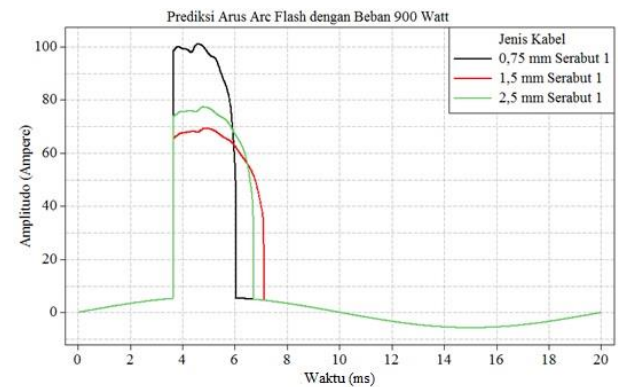 Prediksi Arus Arc Flash dengan Beban 900 Watt
Jenis Kabel
0,75 mm Serabut 1
1,5 mm Serabut 1
2,5 mm Serabut 1
Amplitudo (Ampere)
100
80
60
40
20
0
0 2 4 6 8 10 12 14 16 18 20
Waktu (ms)